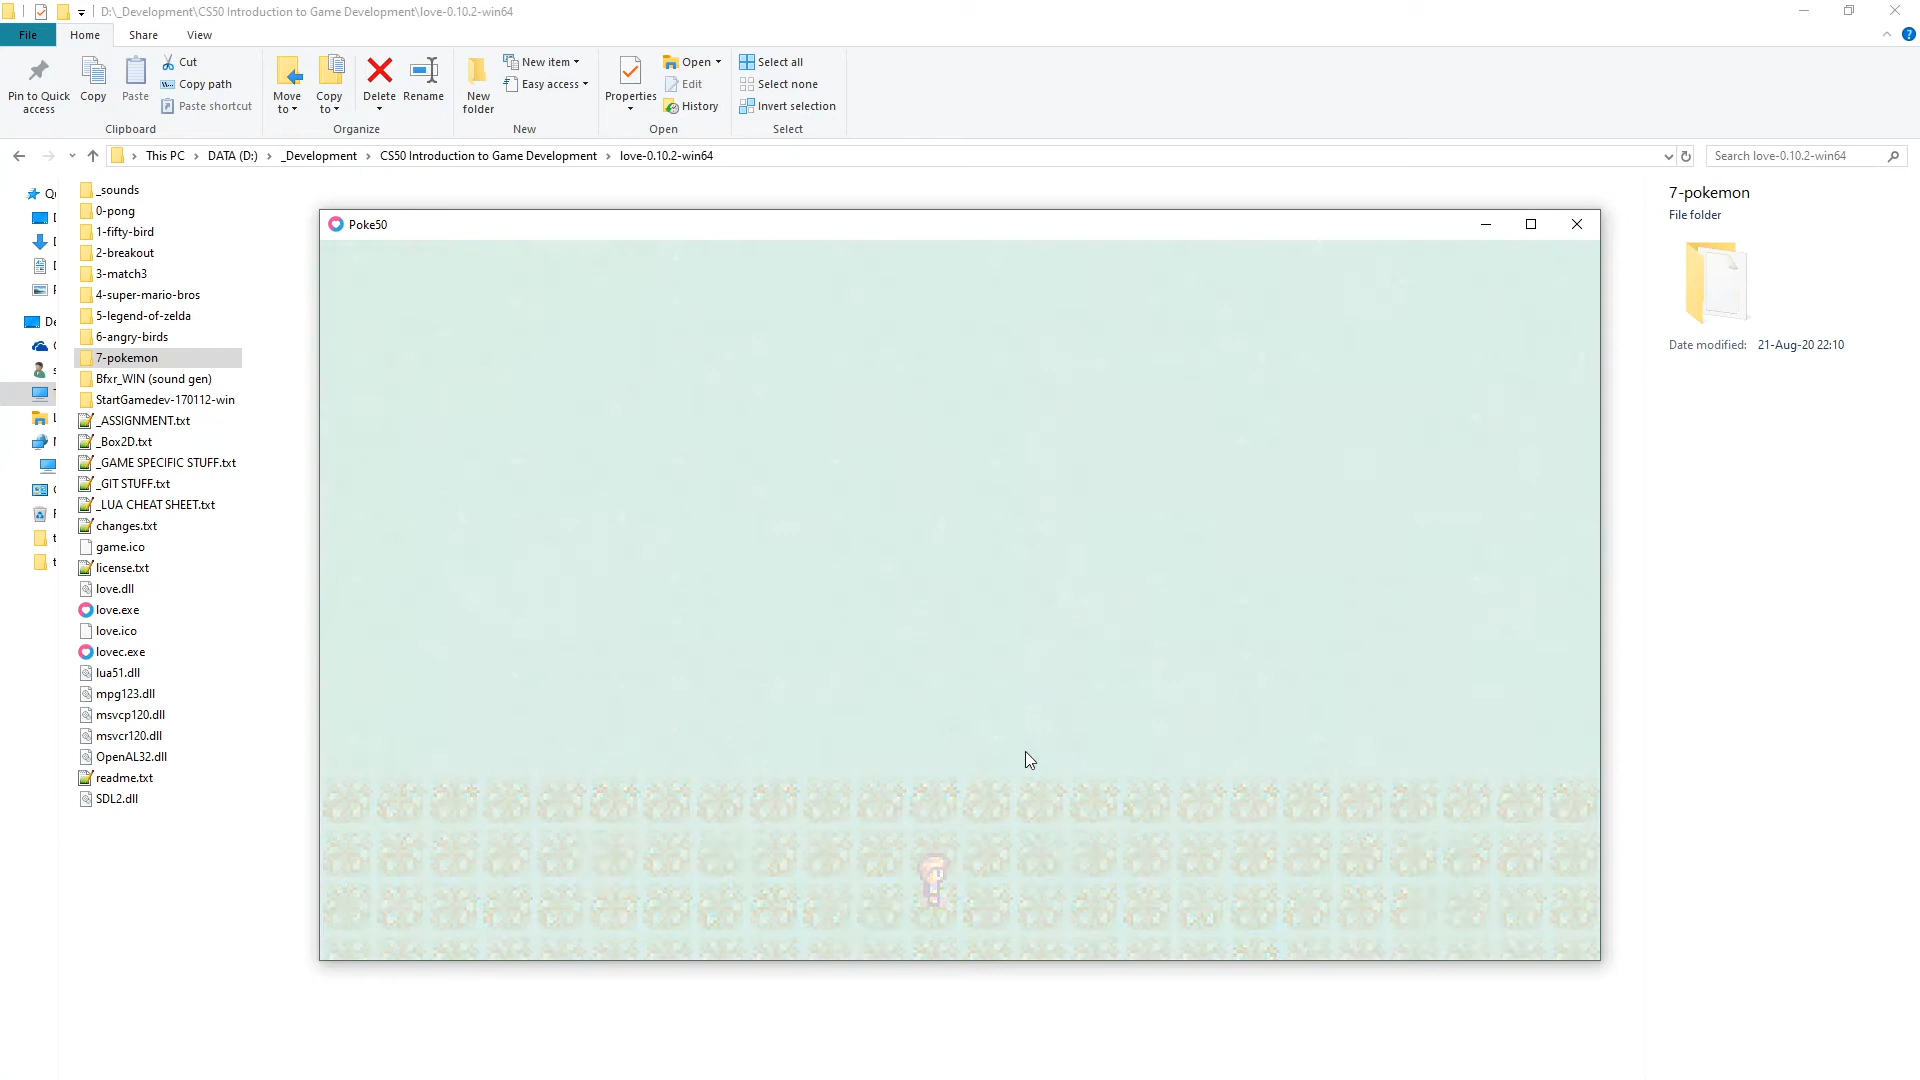 D:\_Development\CS50 Introduction to Game Development\love-0.10.2-win64
File
Home
Share
View
Pin to Quick
access
Copy
Paste
Cut
Copy path
Paste shortcut
Clipboard
Move
to
Copy
to
Delete
Rename
Organize
New
folder
New item
Easy access
New
Properties
Open
Edit
History
Open
Select all
Select none
Invert selection
Select
This PC
DATA (D:)
_Development
CS50 Introduction to Game Development
love-0.10.2-win64
Search love-0.10.2-win64
_sounds
0-pong
1-fifty-bird
2-breakout
3-match3
4-super-mario-bros
5-legend-of-zelda
6-angry-birds
7-pokemon
Bfxr_WIN (sound gen)
StartGamedev-170112-win
_ASSIGNMENT.txt
_Box2D.txt
_GAME SPECIFIC STUFF.txt
_GIT STUFF.txt
_LUA CHEAT SHEET.txt
changes.txt
game.ico
license.txt
love.dll
love.exe
love.ico
lovec.exe
lua51.dll
mpg123.dll
msvcp120.dll
msvcr120.dll
OpenAL32.dll
readme.txt
SDL2.dll
Poke50
7-pokemon
File folder
Date modified: 21-Aug-20 22:10